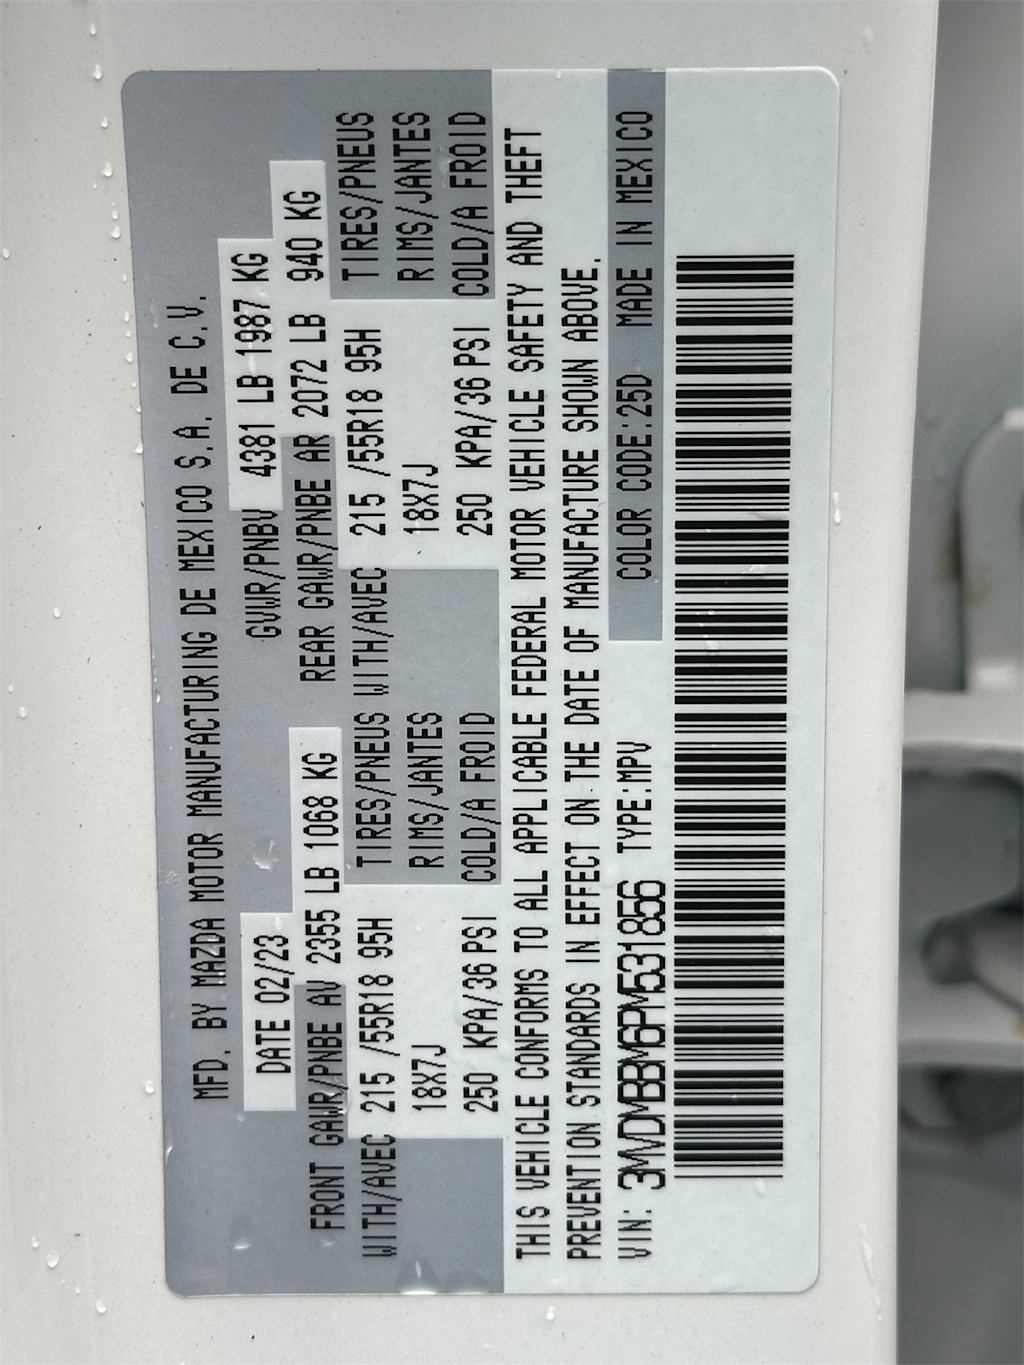 MFD. BY MAZDA MOTOR MANUFACTURING DE MEXICO S.A. DE C.V.
DATE 02/23 GVWR/PNBV 4381 LB 1987 KG
FRONT GAWR/PNBE AV 2355 LB 1068 KG REAR GAWR/PNBE AR 2072 LB 940 KG
WITH/AVEC 215 /55R18 95H TIRES/PNEUS WITH/AVEC 215 /55R18 95H TIRES/PNEUS
18X7J RIMS/JANTES 18X7J RIMS/JANTES
250 KPA/36 PSI COLD/A FROID 250 KPA/36 PSI COLD/A FROID
THIS VEHICLE CONFORMS TO ALL APPLICABLE FEDERAL MOTOR VEHICLE SAFETY AND THEFT
PREVENTION STANDARDS IN EFFECT ON THE DATE OF MANUFACTURE SHOWN ABOVE.
VIN: 3MVDMBBM6PM531856 TYPE:MPV COLOR CODE:25D MADE IN MEXICO